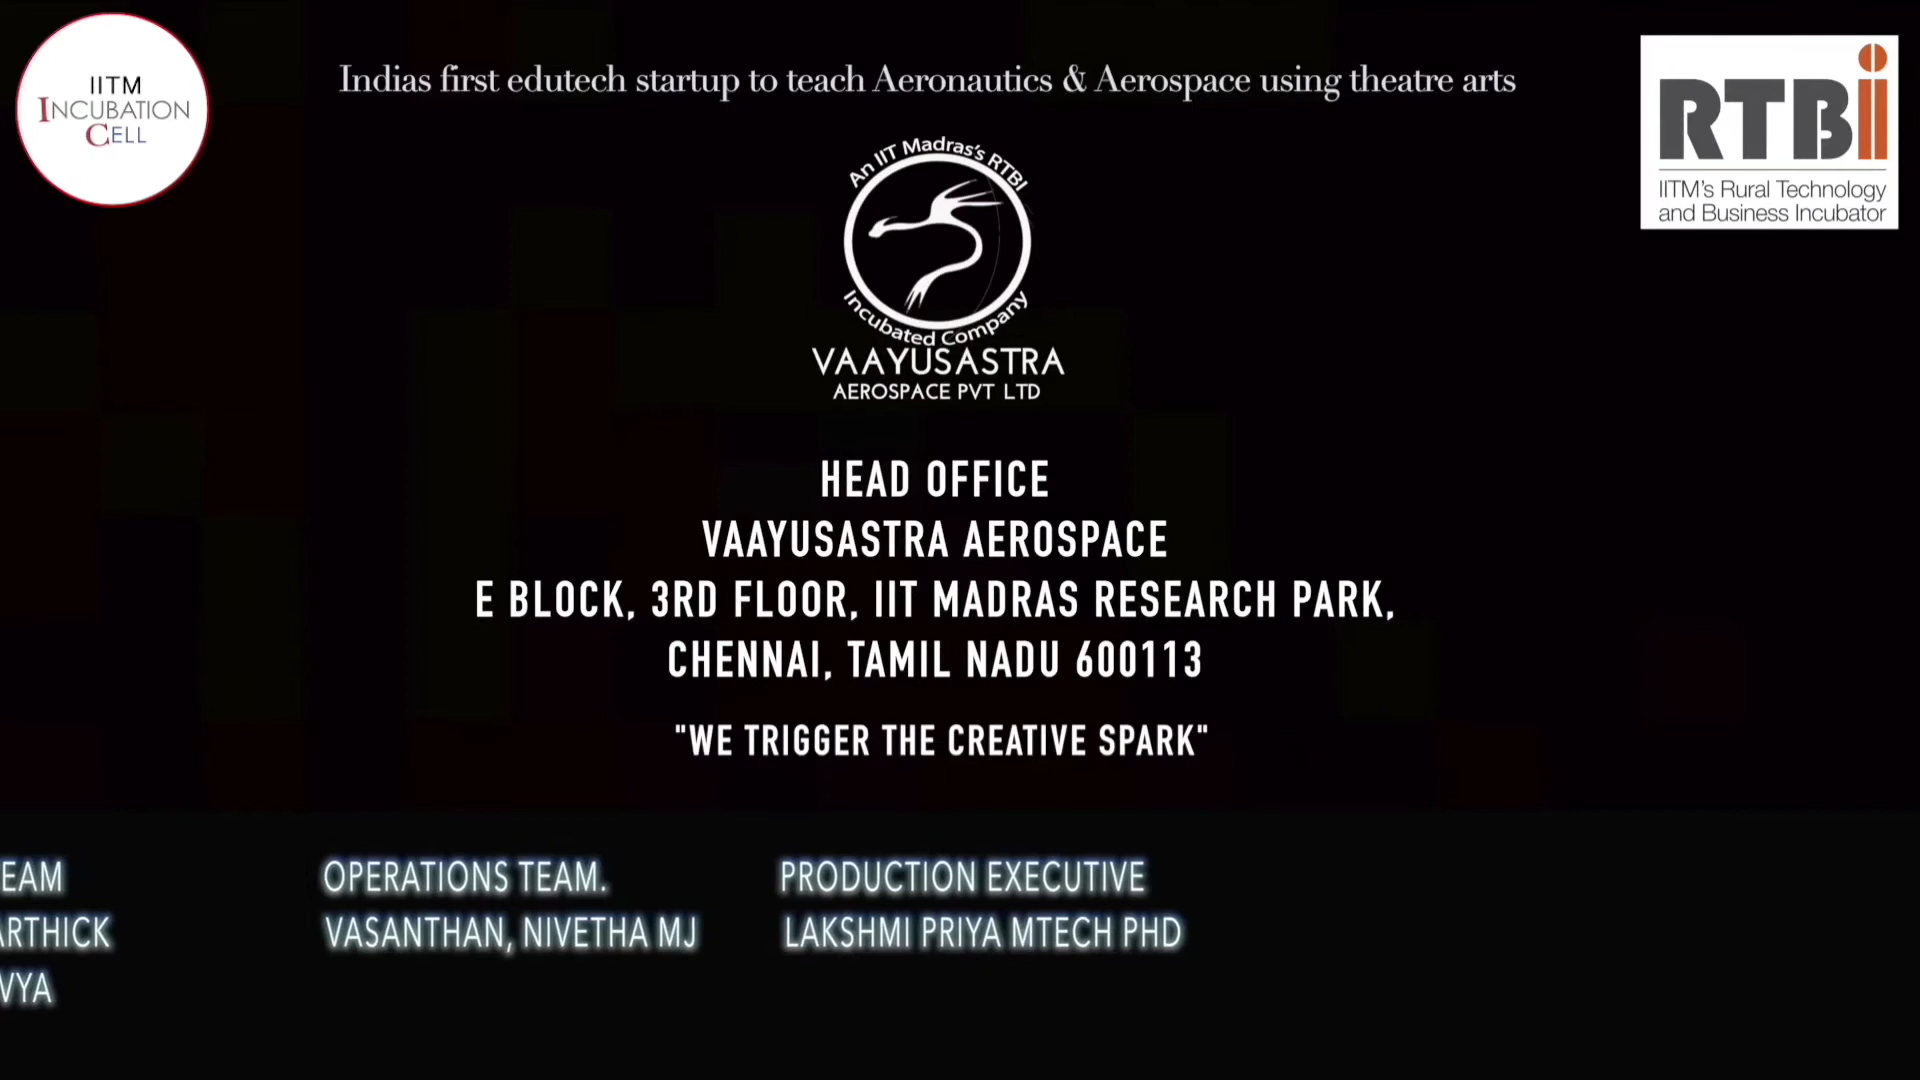 IITM
INCUBATION
CELL
Indias first edutech startup to teach Aeronautics & Aerospace using theatre arts
RTBi
IITM's Rural Technology
and Business Incubator
An IIT Madras's RTBI
Incubated Company
VAAYUSASTRA
AEROSPACE PVT LTD
HEAD OFFICE
VAAYUSASTRA AEROSPACE
E BLOCK, 3RD FLOOR, IIT MADRAS RESEARCH PARK,
CHENNAI, TAMIL NADU 600113
"WE TRIGGER THE CREATIVE SPARK"
EAM OPERATIONS TEAM. PRODUCTION EXECUTIVE
ARTHICK VASANTHAN, NIVETHA MJ LAKSHMI PRIYA MTECH PHD
VYA